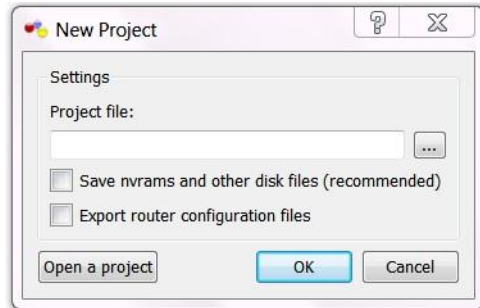 New Project
Settings
Project file:
...
Save nvrams and other disk files (recommended)
Export router configuration files
Open a project OK Cancel